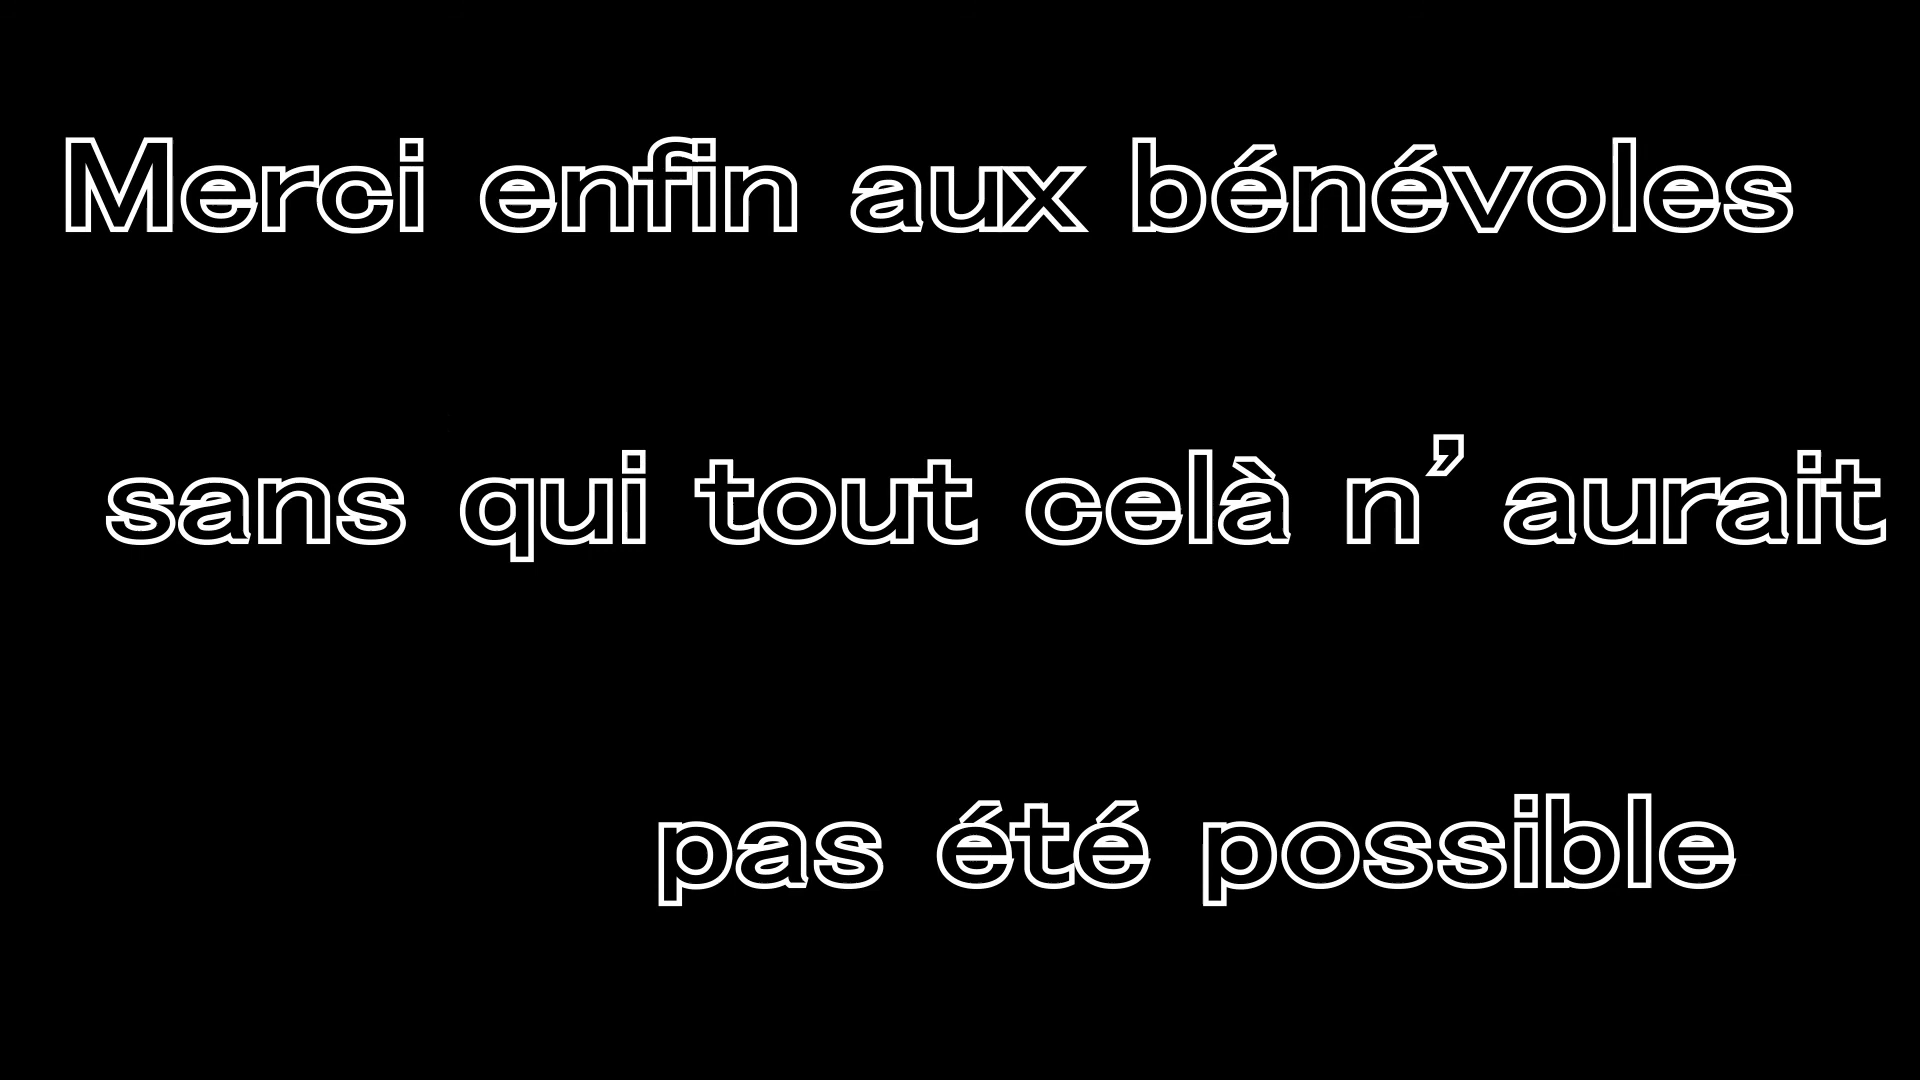 Merci enfin aux bénévoles
sans qui tout celà n’ aurait
pas été possible